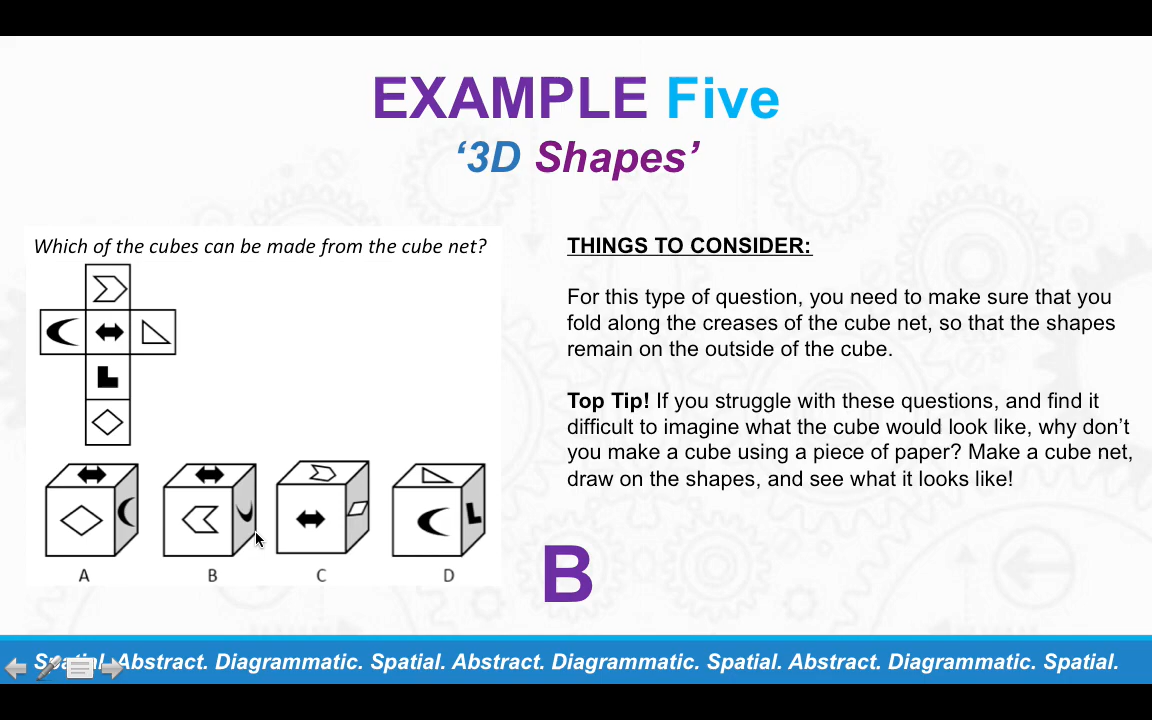 EXAMPLE Five
‘3D Shapes’
Which of the cubes can be made from the cube net?
A
B
C
D
THINGS TO CONSIDER:
For this type of question, you need to make sure that you
fold along the creases of the cube net, so that the shapes
remain on the outside of the cube.
Top Tip! If you struggle with these questions, and find it
difficult to imagine what the cube would look like, why don’t
you make a cube using a piece of paper? Make a cube net,
draw on the shapes, and see what it looks like!
B
Spatial. Abstract. Diagrammatic. Spatial. Abstract. Diagrammatic. Spatial. Abstract. Diagrammatic. Spatial.